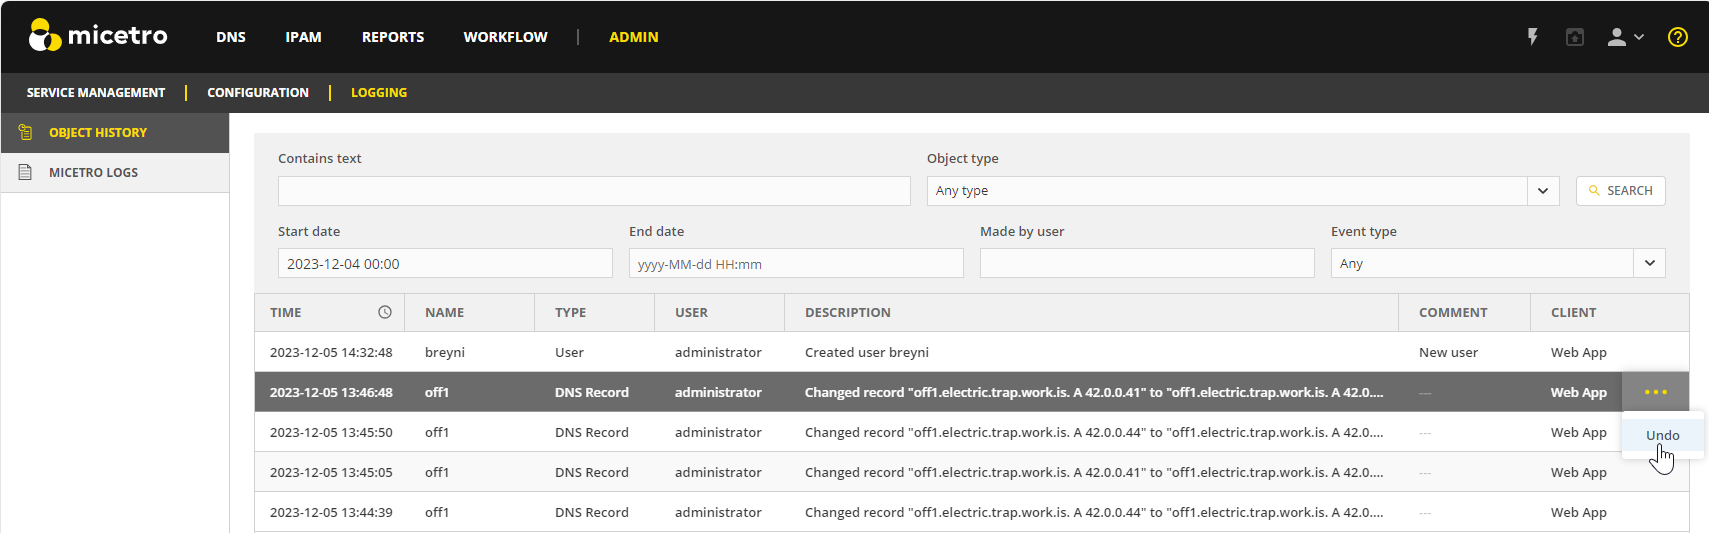 micetro DNS IPAM REPORTS WORKFLOW | ADMIN ?
SERVICE MANAGEMENT | CONFIGURATION | LOGGING
OBJECT HISTORY
MICETRO LOGS
Contains text Object type
Any type SEARCH
Start date End date Made by user Event type
2023-12-04 00:00 yyyy-MM-dd HH:mm Any
TIME NAME TYPE USER DESCRIPTION COMMENT CLIENT
2023-12-05 14:32:48 breyni User administrator Created user breyni New user Web App
2023-12-05 13:46:48 off1 DNS Record administrator Changed record "off1.electric.trap.work.is. A 42.0.0.41" to "off1.electric.trap.work.is. A 42.0.... --- Web App ...
2023-12-05 13:45:50 off1 DNS Record administrator Changed record "off1.electric.trap.work.is. A 42.0.0.44" to "off1.electric.trap.work.is. A 42.0.... --- Web App
Undo
2023-12-05 13:45:05 off1 DNS Record administrator Changed record "off1.electric.trap.work.is. A 42.0.0.41" to "off1.electric.trap.work.is. A 42.0.... --- Web App
2023-12-05 13:44:39 off1 DNS Record administrator Changed record "off1.electric.trap.work.is. A 42.0.0.44" to "off1.electric.trap.work.is. A 42.0.... --- Web App